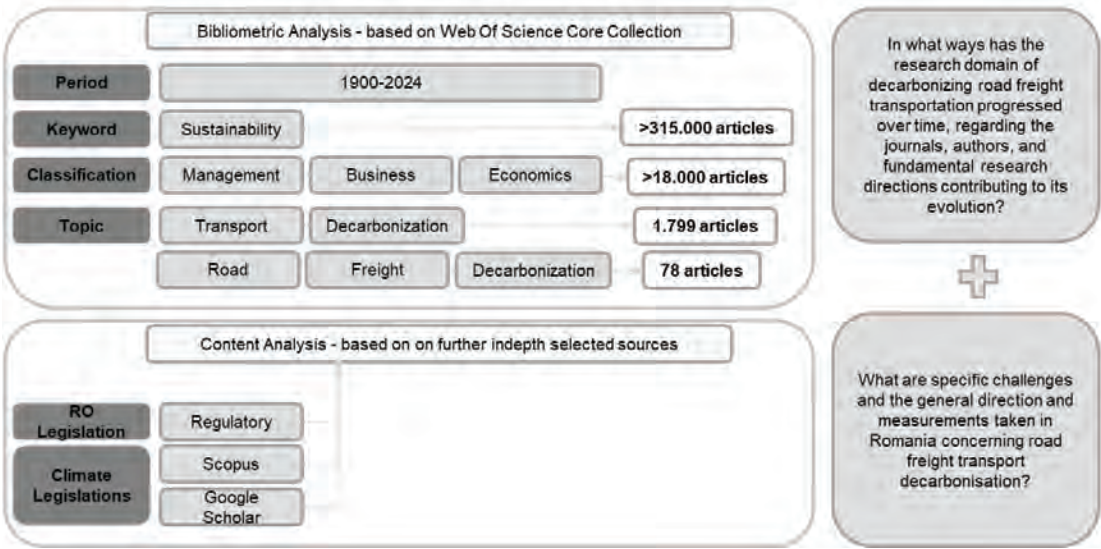 Bibliometric Analysis - based on Web Of Science Core Collection
Period
1900-2024
Keyword
Sustainability
>315.000 articles
Classification
Management
Business
Economics
>18.000 articles
Topic
Transport
Decarbonization
1.799 articles
Road
Freight
Decarbonization
78 articles
In what ways has the
research domain of
decarbonizing road freight
transportation progressed
over time, regarding the
journals, authors, and
fundamental research
directions contributing to its
evolution?
Content Analysis - based on on further indepth selected sources
RO
Legislation
Regulatory
Climate
Legislations
Scopus
Google
Scholar
What are specific challenges
and the general direction and
measurements taken in
Romania concerning road
freight transport
decarbonisation?